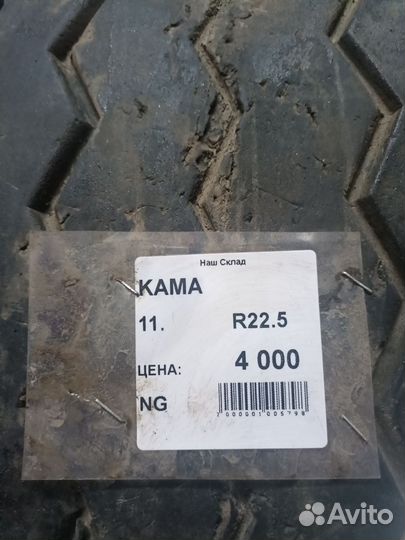 Наш Склад
KAMA
11. R22.5
ЦЕНА: 4 000
NG
2000001005798
Avito